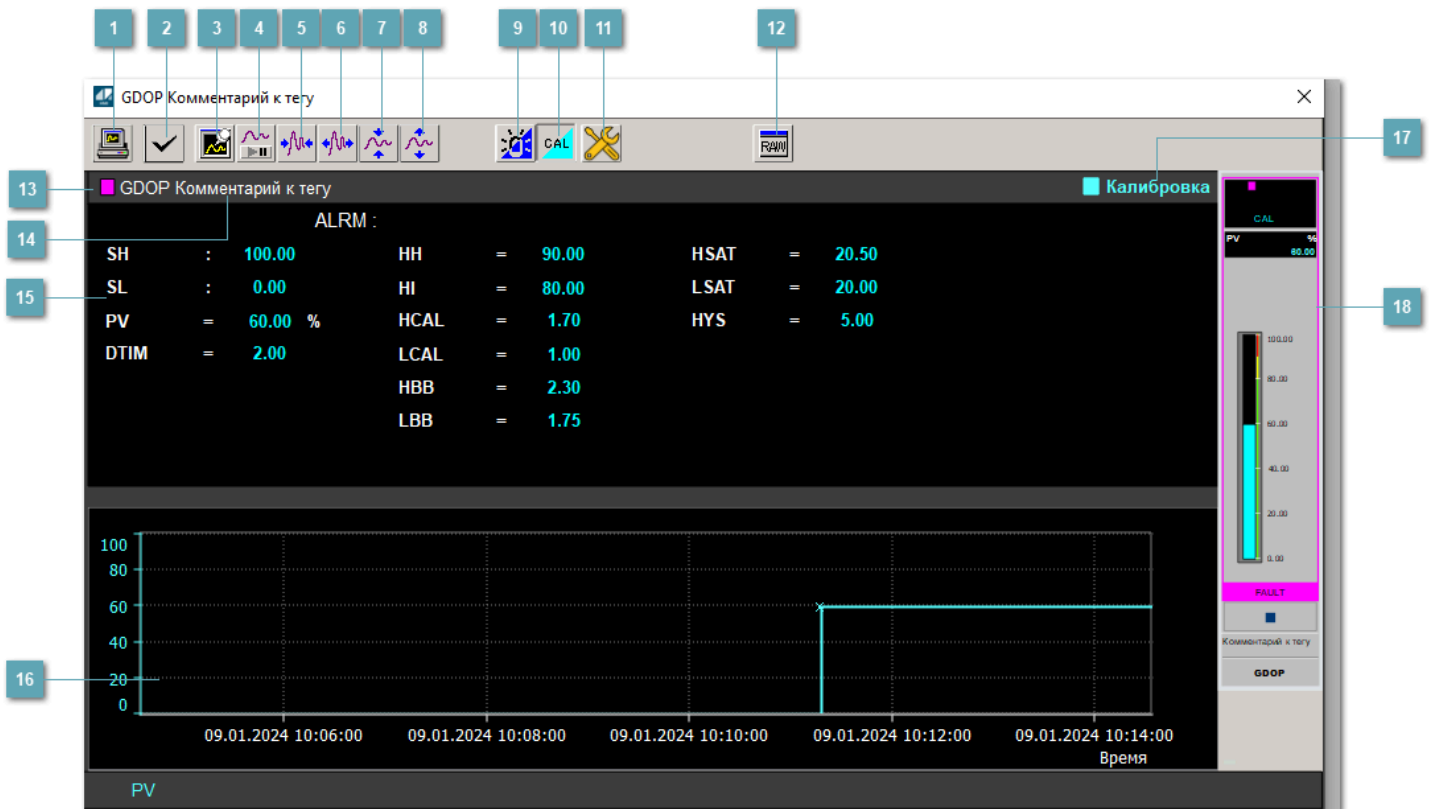 1 2 3 4 5 6 7 8 9 10 11 12
GDOP Комментарий к тегу
CAL RAW
17
13 GDOP Комментарий к тегу Калибровка
14 ALRM :
SH : 100.00 HH = 90.00 HSAT = 20.50
15 SL : 0.00 HI = 80.00 LSAT = 20.00
PV = 60.00 % HCAL = 1.70 HYS = 5.00
DTIM = 2.00 LCAL = 1.00
HBB = 2.30
LBB = 1.75
CAL
PV %
60.00
18
100.00
80.00
60.00
40.00
20.00
0.00
FAULT
Комментарий к тегу
GDOP
100
80
60
40
16 20
0
09.01.2024 10:06:00 09.01.2024 10:08:00 09.01.2024 10:10:00 09.01.2024 10:12:00 09.01.2024 10:14:00
Время
PV